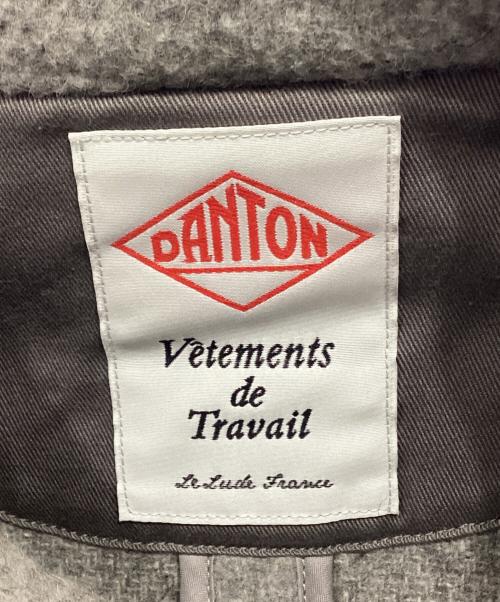 DANTON
Vêtements
de
Travail
Le Lude France